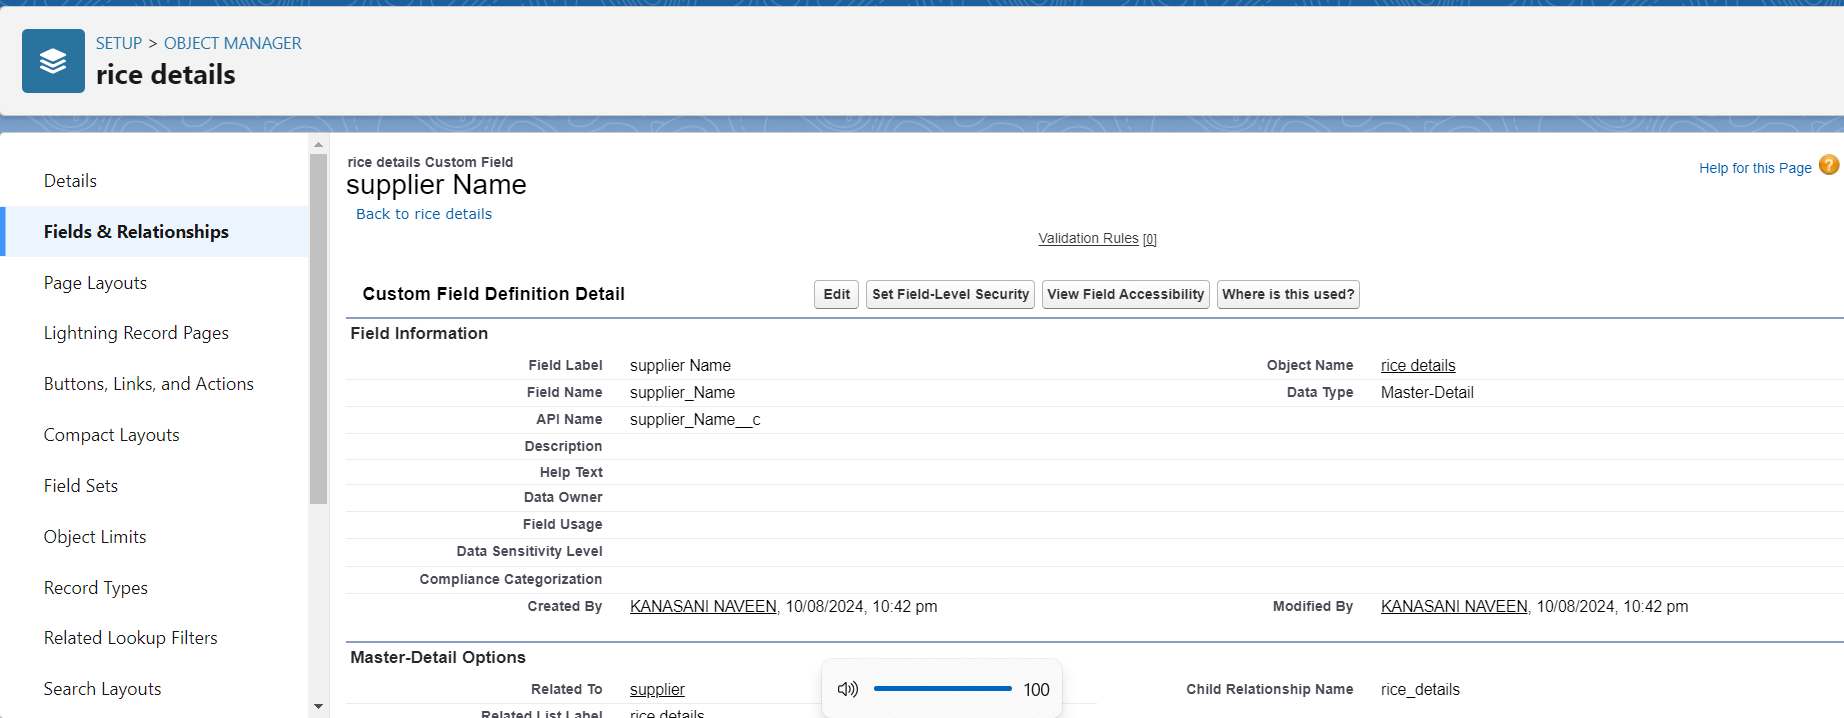 SETUP > OBJECT MANAGER
rice details
Details
Fields & Relationships
Page Layouts
Lightning Record Pages
Buttons, Links, and Actions
Compact Layouts
Field Sets
Object Limits
Record Types
Related Lookup Filters
Search Layouts
rice details Custom Field
supplier Name
Back to rice details
Help for this Page ?
Validation Rules [0]
Custom Field Definition Detail Edit Set Field-Level Security View Field Accessibility Where is this used?
Field Information
Field Label supplier Name Object Name rice details
Field Name supplier_Name Data Type Master-Detail
API Name supplier_Name__c
Description
Help Text
Data Owner
Field Usage
Data Sensitivity Level
Compliance Categorization
Created By KANASANI NAVEEN, 10/08/2024, 10:42 pm Modified By KANASANI NAVEEN, 10/08/2024, 10:42 pm
Master-Detail Options
Related To supplier Child Relationship Name rice_details
Related List Label rice details
100